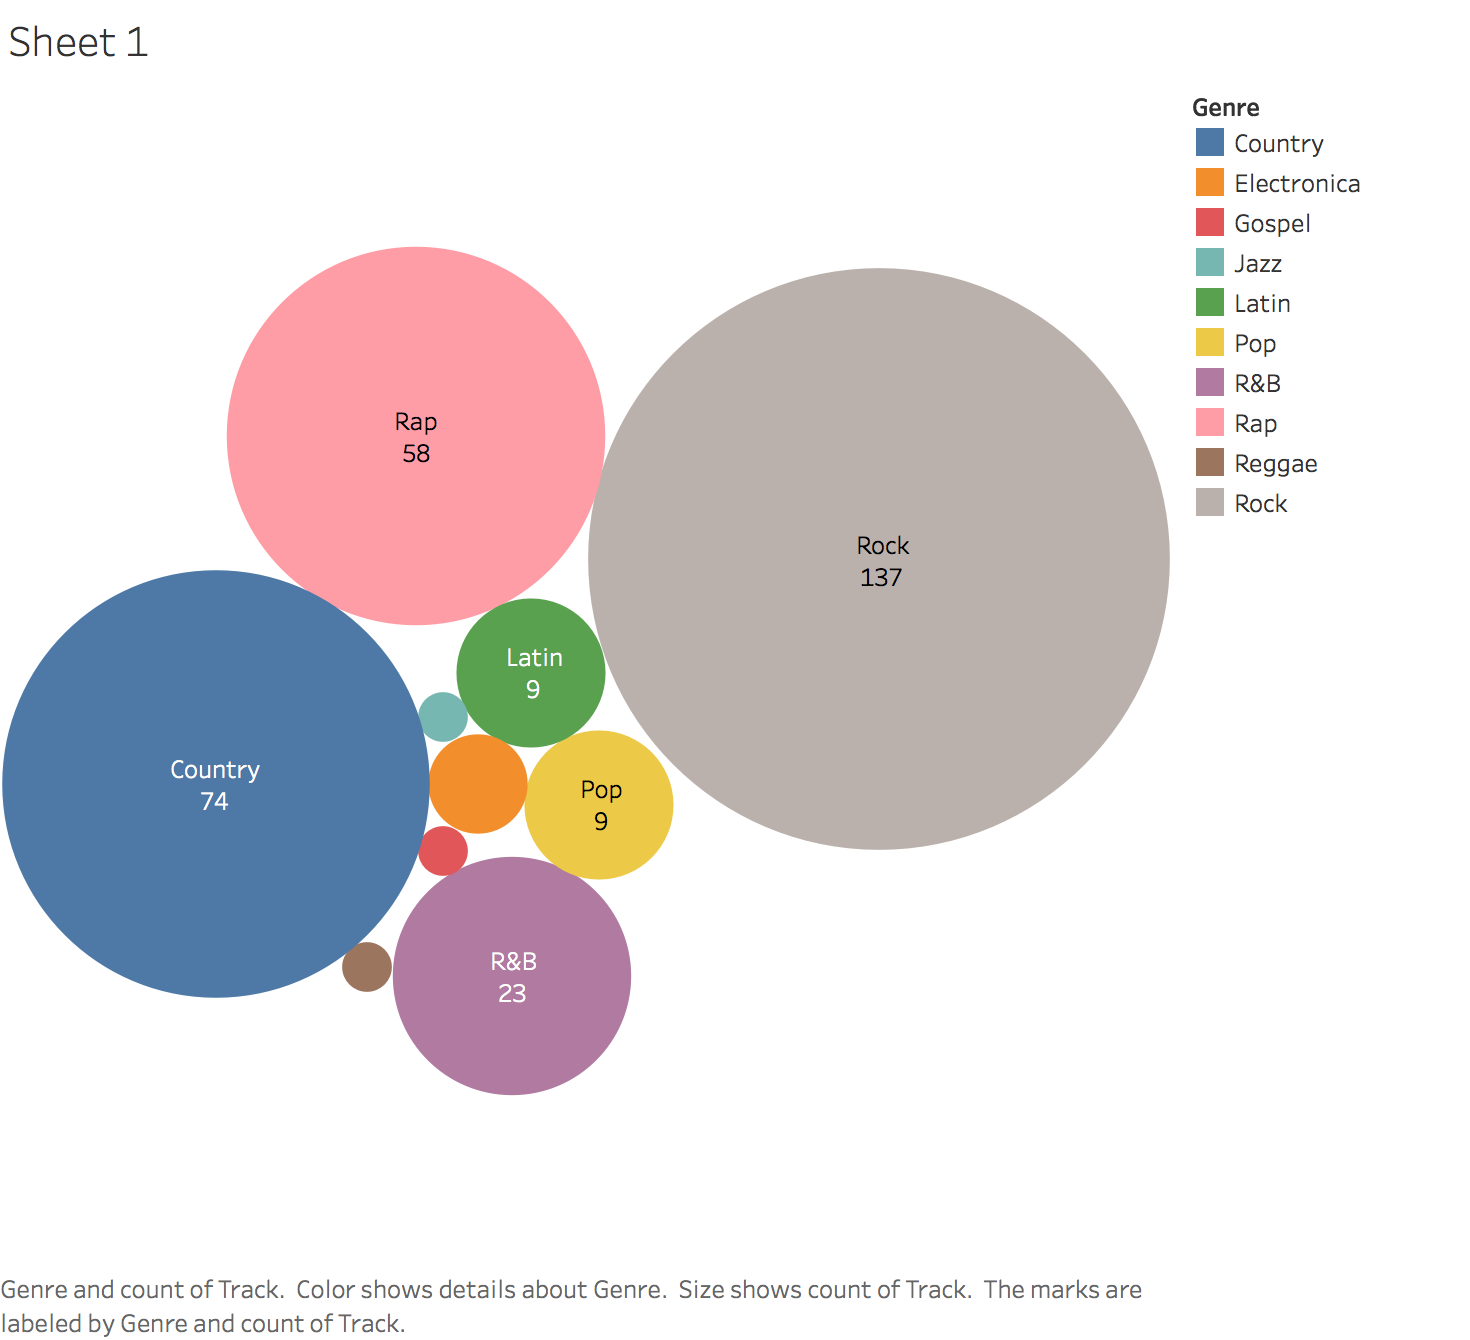 Sheet 1
Genre
Country
Electronica
Gospel
Jazz
Latin
Pop
R&B
Rap
Reggae
Rock
Rap
58
Rock
137
Latin
9
Country
74
Pop
9
R&B
23
Genre and count of Track.  Color shows details about Genre.  Size shows count of Track.  The marks are
labeled by Genre and count of Track.